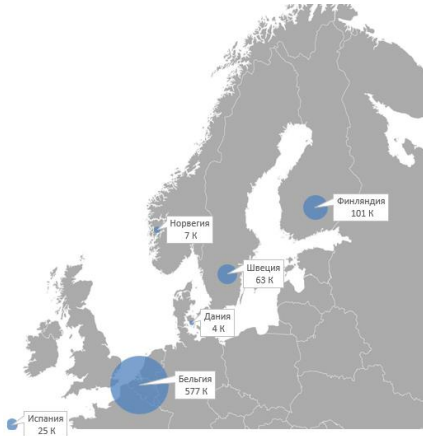 Финляндия
101 К
Норвегия
7 К
Швеция
63 К
Дания
4 К
Бельгия
577 К
Испания
25 К